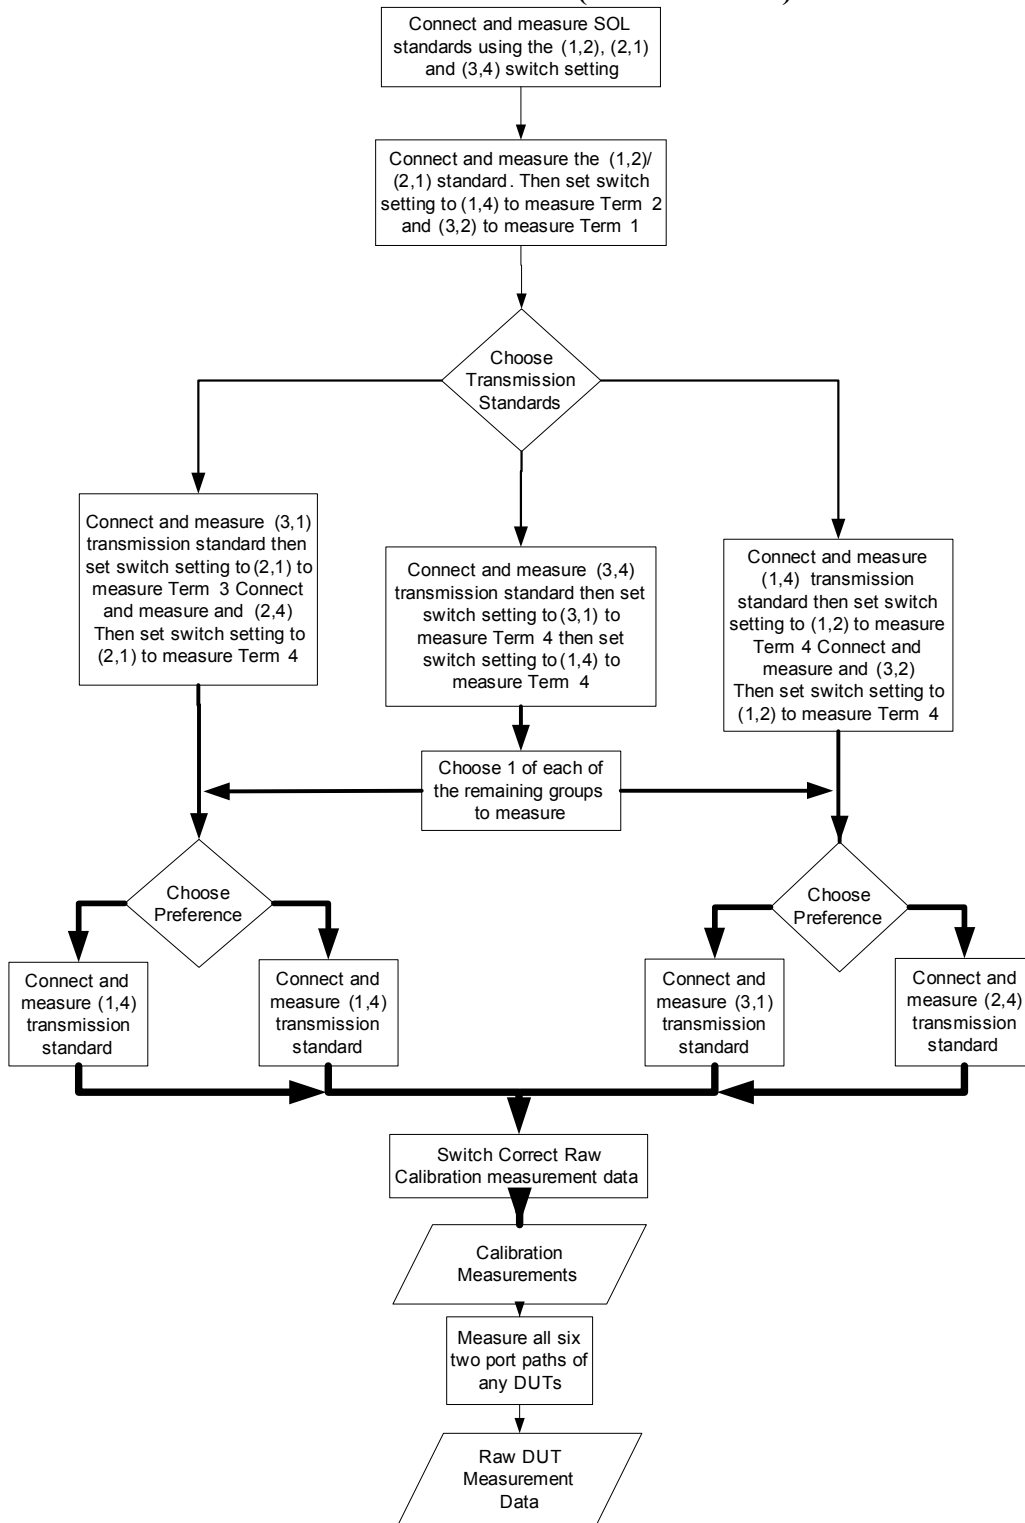 Connect and measure SOL
standards using the (1,2), (2,1)
and (3,4) switch setting
Connect and measure the (1,2)/
(2,1) standard. Then set switch
setting to (1,4) to measure Term 2
and (3,2) to measure Term 1
Choose
Transmission
Standards
Connect and measure (3,1)
transmission standard then
set switch setting to (2,1) to
measure Term 3 Connect
and measure and (2,4)
Then set switch setting to
(2,1) to measure Term 4
Connect and measure (3,4)
transmission standard then set
switch setting to (3,1) to
measure Term 4 then set
switch setting to (1,4) to
measure Term 4
Connect and measure
(1,4) transmission
standard then set switch
setting to (1,2) to measure
Term 4 Connect and
measure and (3,2)
Then set switch setting to
(1,2) to measure Term 4
Choose 1 of each of
the remaining groups
to measure
Choose
Preference
Choose
Preference
Connect and
measure (1,4)
transmission
standard
Connect and
measure (1,4)
transmission
standard
Connect and
measure (3,1)
transmission
standard
Connect and
measure (2,4)
transmission
standard
Switch Correct Raw
Calibration measurement data
Calibration
Measurements
Measure all six
two port paths of
any DUTs
Raw DUT
Measurement
Data